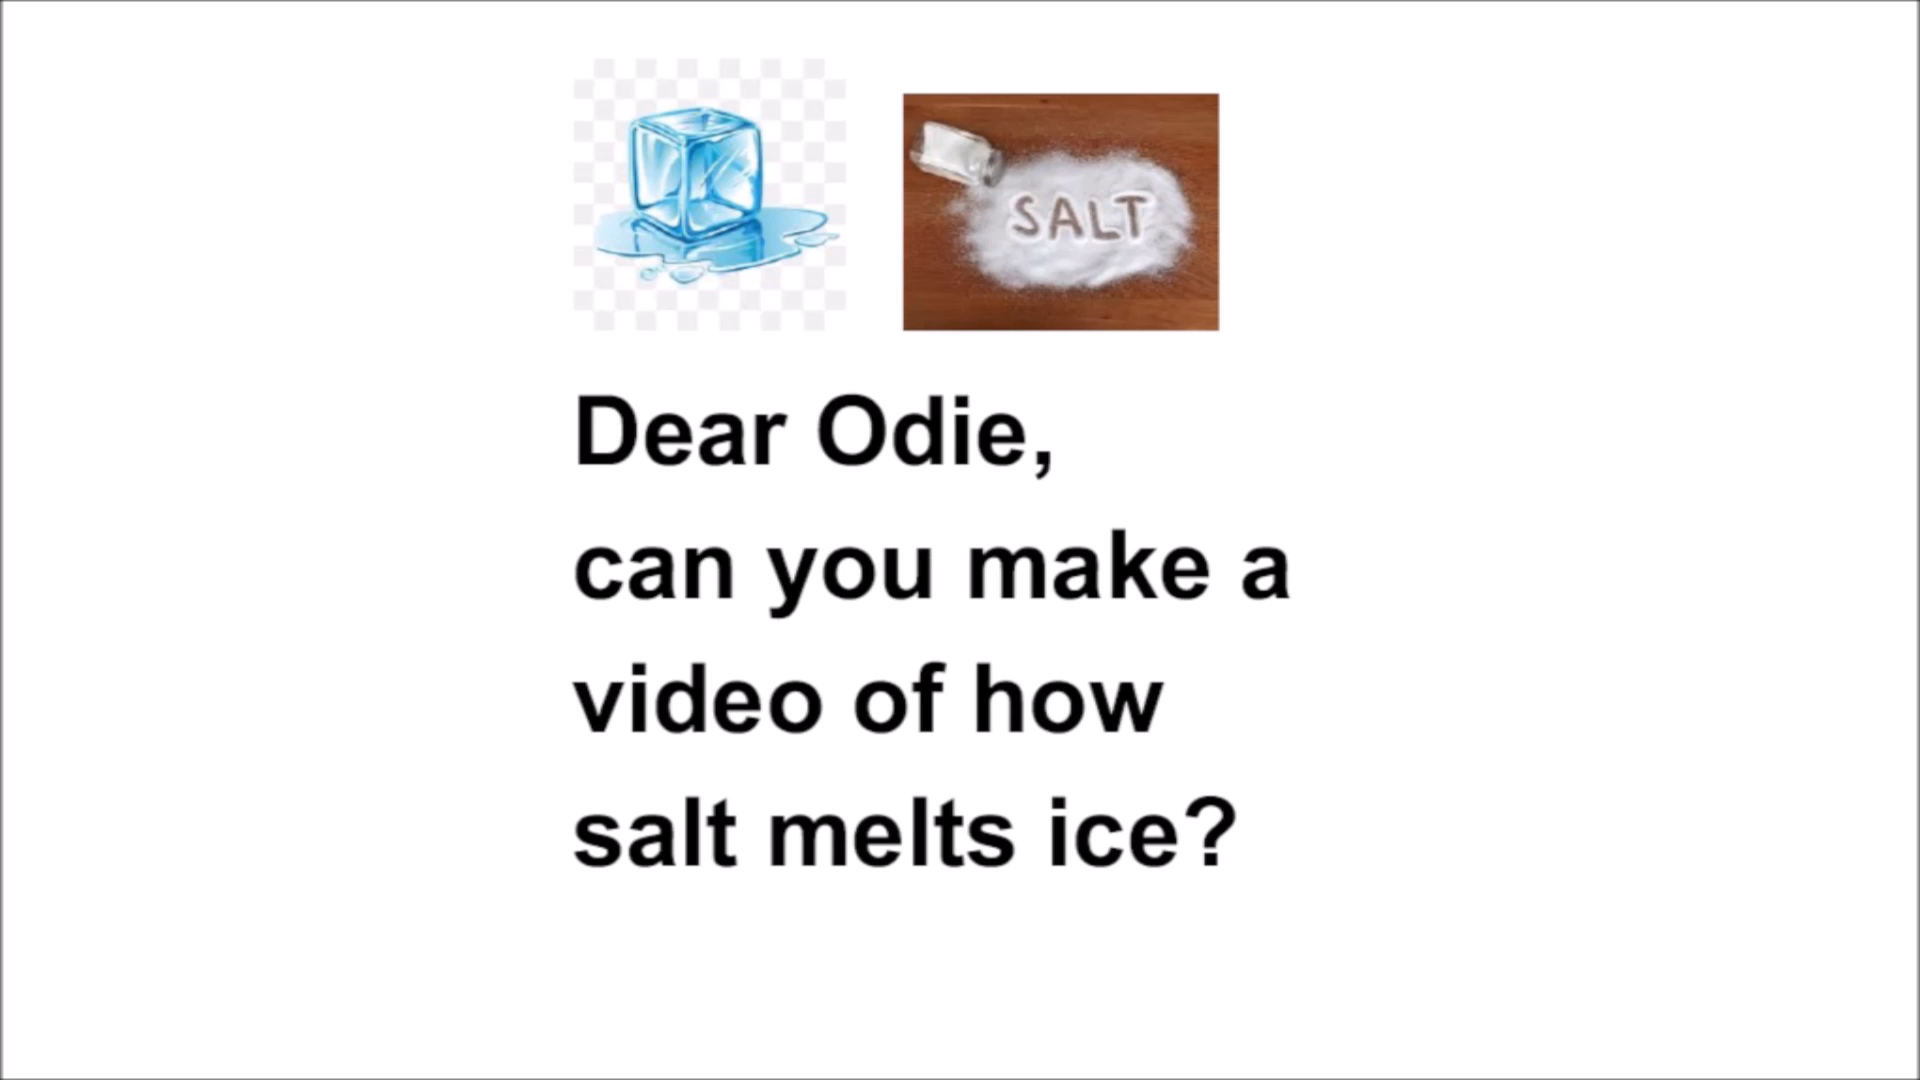 SALT
Dear Odie,
can you make a
video of how
salt melts ice?